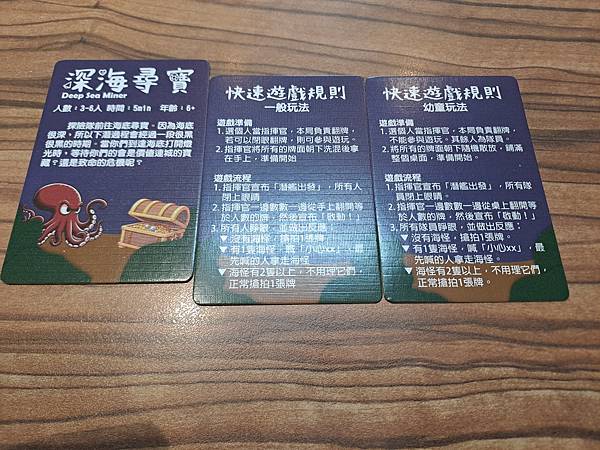 深海尋寶
Deep Sea Miner
人數：3-6人 時間：5min 年齡：6+
探險隊前往海底尋寶，因為海底
很深，所以下潛過程會經過一段很黑
很黑的時期，當你們到達海底打開燈
光時，等待你們的會是價值連城的寶
藏？還是致命的危機呢？
快速遊戲規則
一般玩法
遊戲準備
1. 選個人當指揮官，本局負責翻牌，
若可以閉眼翻牌，則可參與遊玩。
2. 指揮官將所有的牌面朝下洗混後拿
在手上，準備開始
遊戲流程
1. 指揮官宣布「潛艦出發」，所有人
閉上眼睛
2. 指揮官一邊數數一邊從手上翻開等
於人數的牌，然後宣布「啟動！」
3. 所有人睜眼，並做出反應：
▼沒有海怪，搶拍1張牌。
▼有1隻海怪，喊「小心xx」，最
先喊的人拿走海怪
▼海怪有2隻以上，不用理它們，
正常搶拍1張牌。
快速遊戲規則
幼童玩法
遊戲準備
1. 選個人當指揮官，本局負責翻牌，
不能參與遊玩。其餘人為隊員。
2. 將所有的牌面朝下隨機散放，鋪滿
整個桌面，準備開始
遊戲流程
1. 指揮官宣布「潛艦出發」，所有隊
員閉上眼睛。
2. 指揮官一邊數數一邊從桌上翻開等
於人數的牌，然後宣布「啟動！」
3. 所有隊員睜眼，並做出反應：
▼沒有海怪，搶拍1張牌。
▼有1隻海怪，喊「小心xx」，最
先喊的人拿走海怪。
▼海怪有2隻以上，不用理它們，
正常搶拍1張牌。